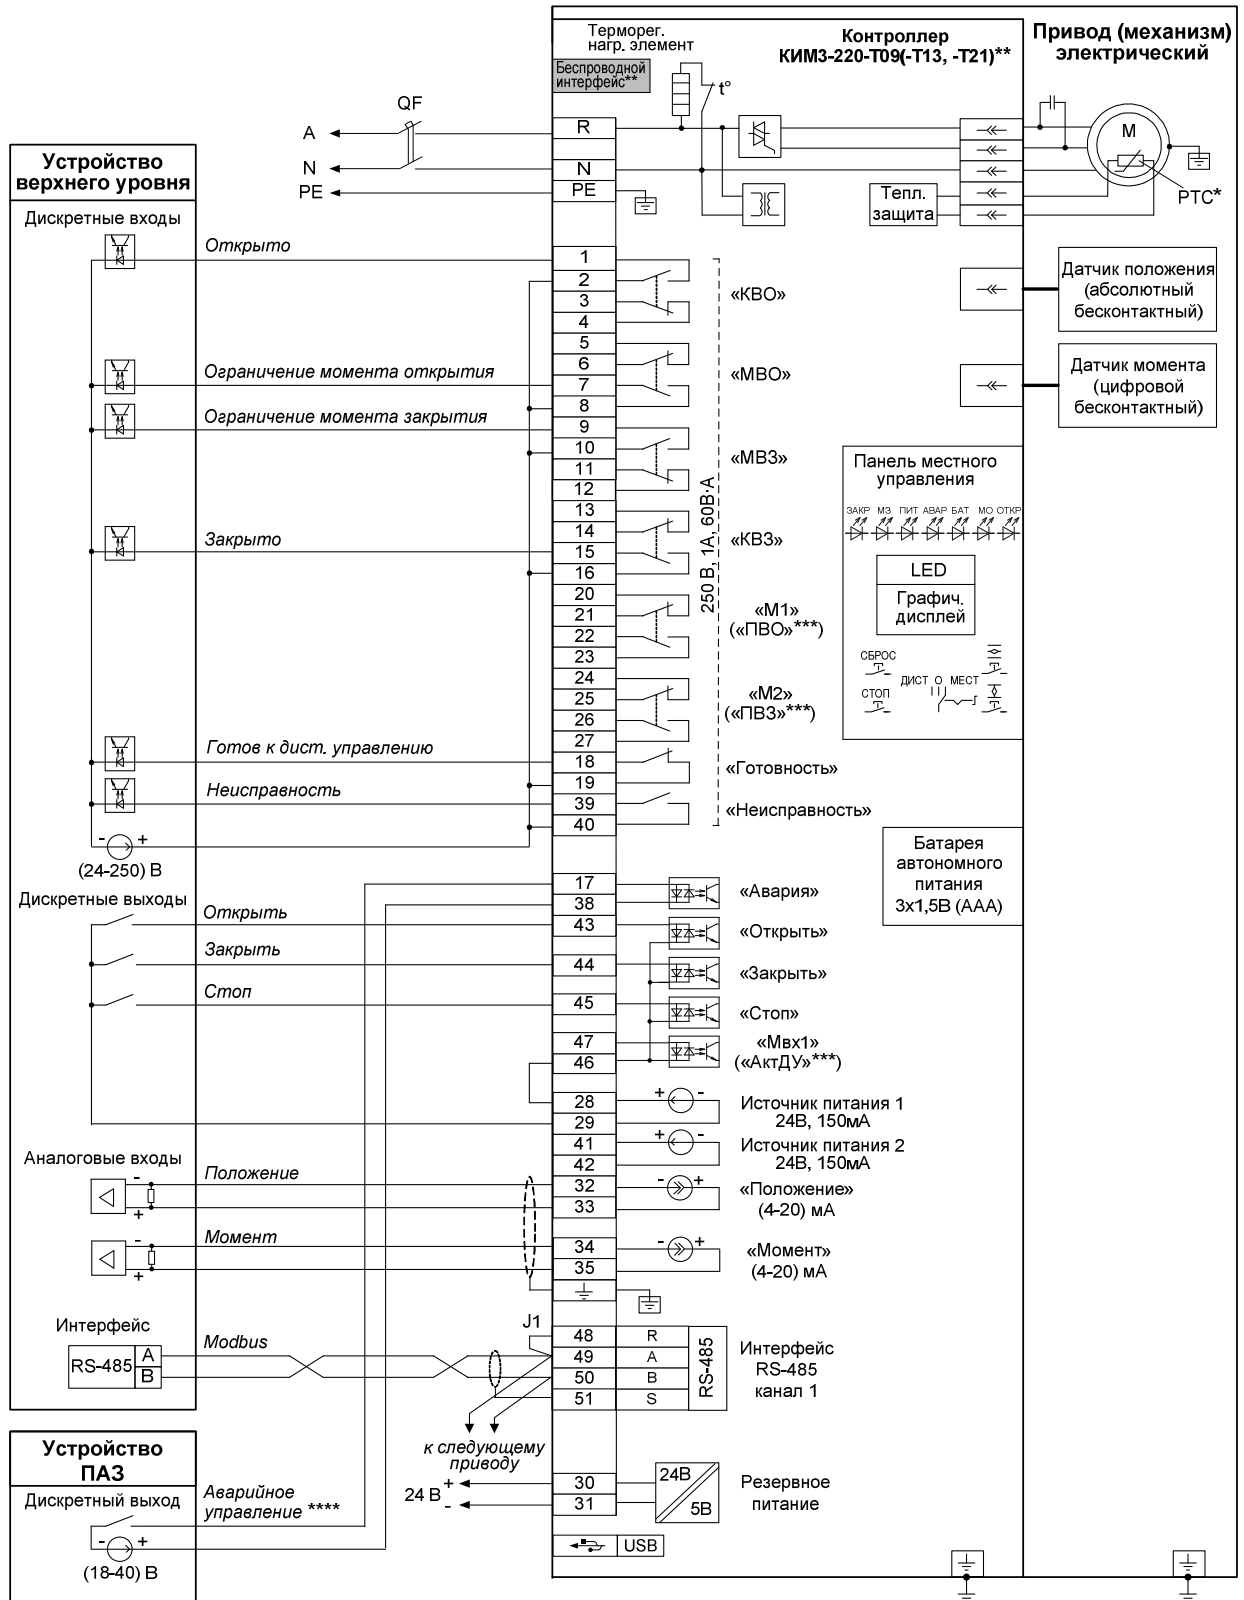 Терморег.
нагр. элемент
Беспроводной
интерфейс**
Контроллер
КИМ3-220-Т09(-Т13, -Т21)**
Привод (механизм)
электрический
t°
QF
A
N
PE
R
N
PE
M
PTC*
Тепл.
защита
Устройство
верхнего уровня
Дискретные входы
Открыто
Ограничение момента открытия
Ограничение момента закрытия
Закрыто
Готов к дист. управлению
Неисправность
- +
(24-250) В
1
2
3
4
«КВО»
5
6
7
8
«МВО»
9
10
11
12
«МВЗ»
13
14
15
16
«КВЗ»
20
21
22
23
«М1»
(«ПВО»***)
24
25
26
27
«М2»
(«ПВЗ»***)
18
19
«Готовность»
39
40
«Неисправность»
250 В, 1А, 60В·А
Датчик положения
(абсолютный
бесконтактный)
Датчик момента
(цифровой
бесконтактный)
Панель местного
управления
ЗАКР МЗ ПИТ АВАР БАТ МО ОТКР
LED
Графич.
дисплей
СБРОС
СТОП
ДИСТ О МЕСТ
Батарея
автономного
питания
3х1,5В (ААА)
Дискретные выходы
Открыть
Закрыть
Стоп
17
38
«Авария»
43
«Открыть»
44
«Закрыть»
45
«Стоп»
47
46
«Мвх1»
(«АктДУ»***)
28
29
+ -
Источник питания 1
24В, 150мА
41
42
+ -
Источник питания 2
24В, 150мА
Аналоговые входы
Положение
-
+
32
33
- +
«Положение»
(4-20) мА
Момент
-
+
34
35
- +
«Момент»
(4-20) мА
Интерфейс
RS-485
A
B
Modbus
J1
48
49
50
51
R
A
B
S
RS-485
Интерфейс
RS-485
канал 1
к следующему
приводу
24 В
+
-
30
31
24В
5В
Резервное
питание
USB
Устройство
ПАЗ
Дискретный выход
Аварийное
управление ****
- +
(18-40) В